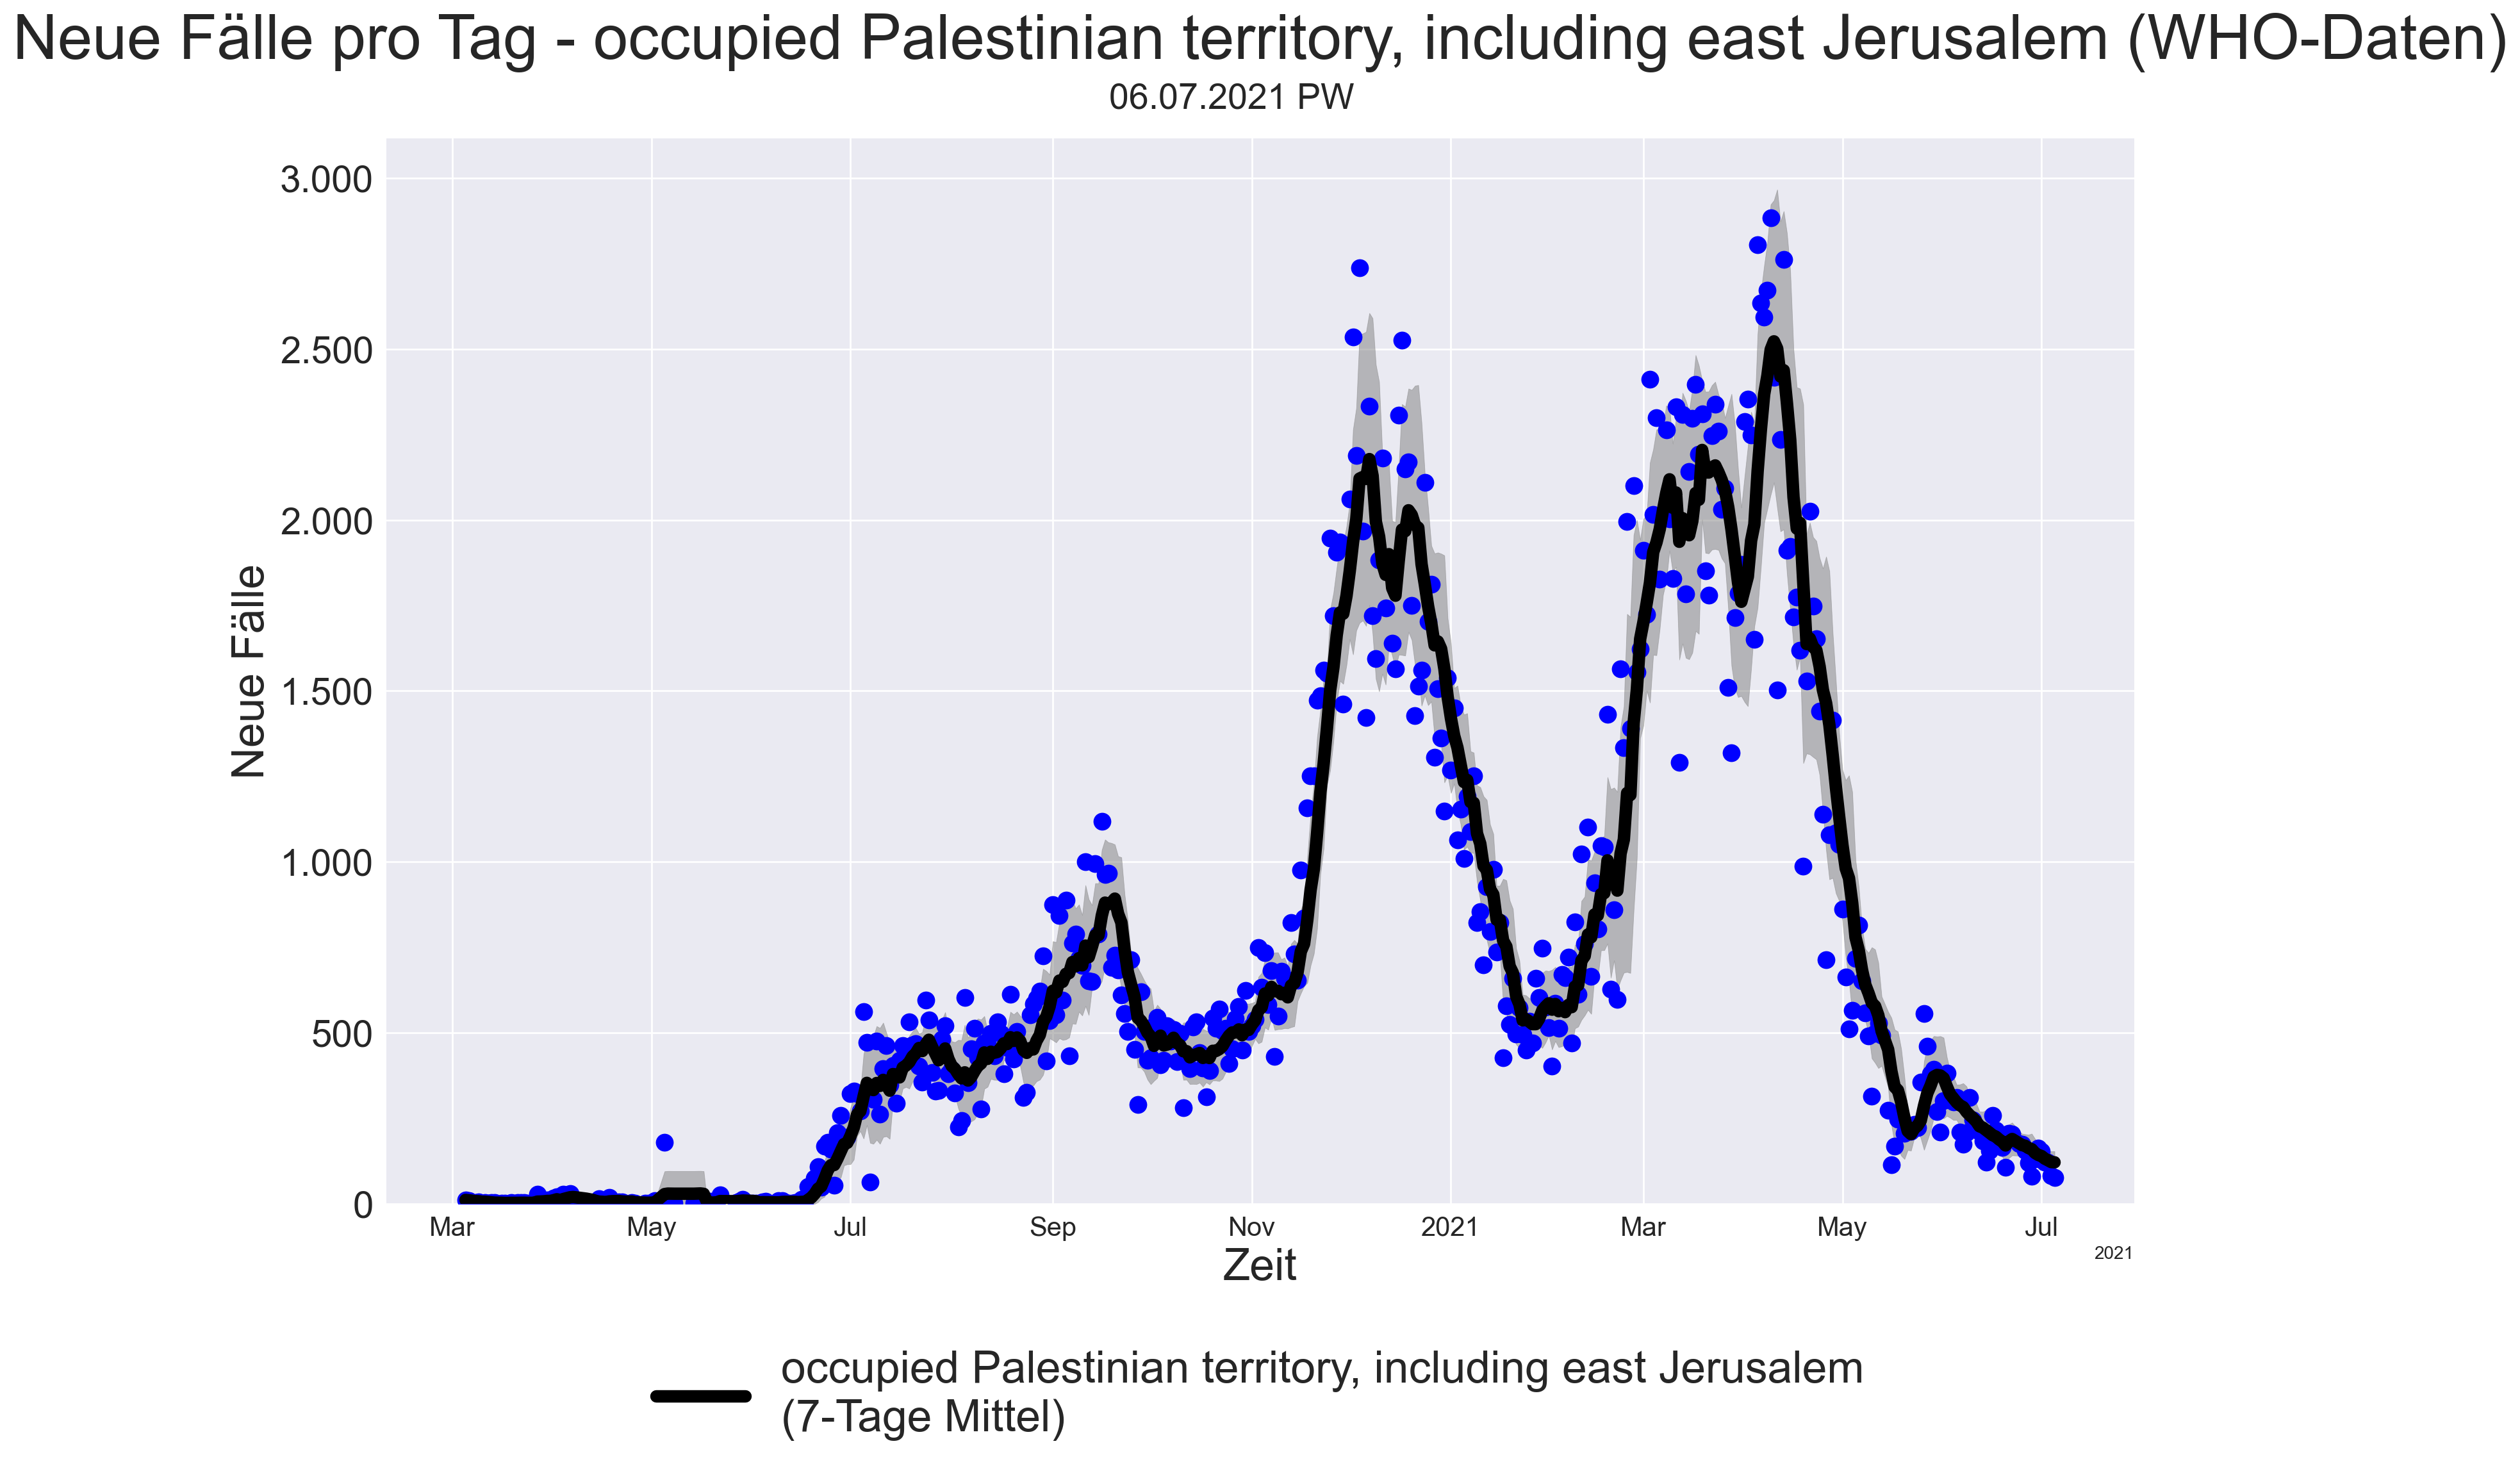 Neue Fälle pro Tag - occupied Palestinian territory, including east Jerusalem (WHO-Daten)
06.07.2021 PW
3.000
2.500
2.000
1.500
1.000
500
0
Neue Fälle
Mar May Jul Sep Nov 2021 Mar May Jul
2021
Zeit
occupied Palestinian territory, including east Jerusalem
(7-Tage Mittel)